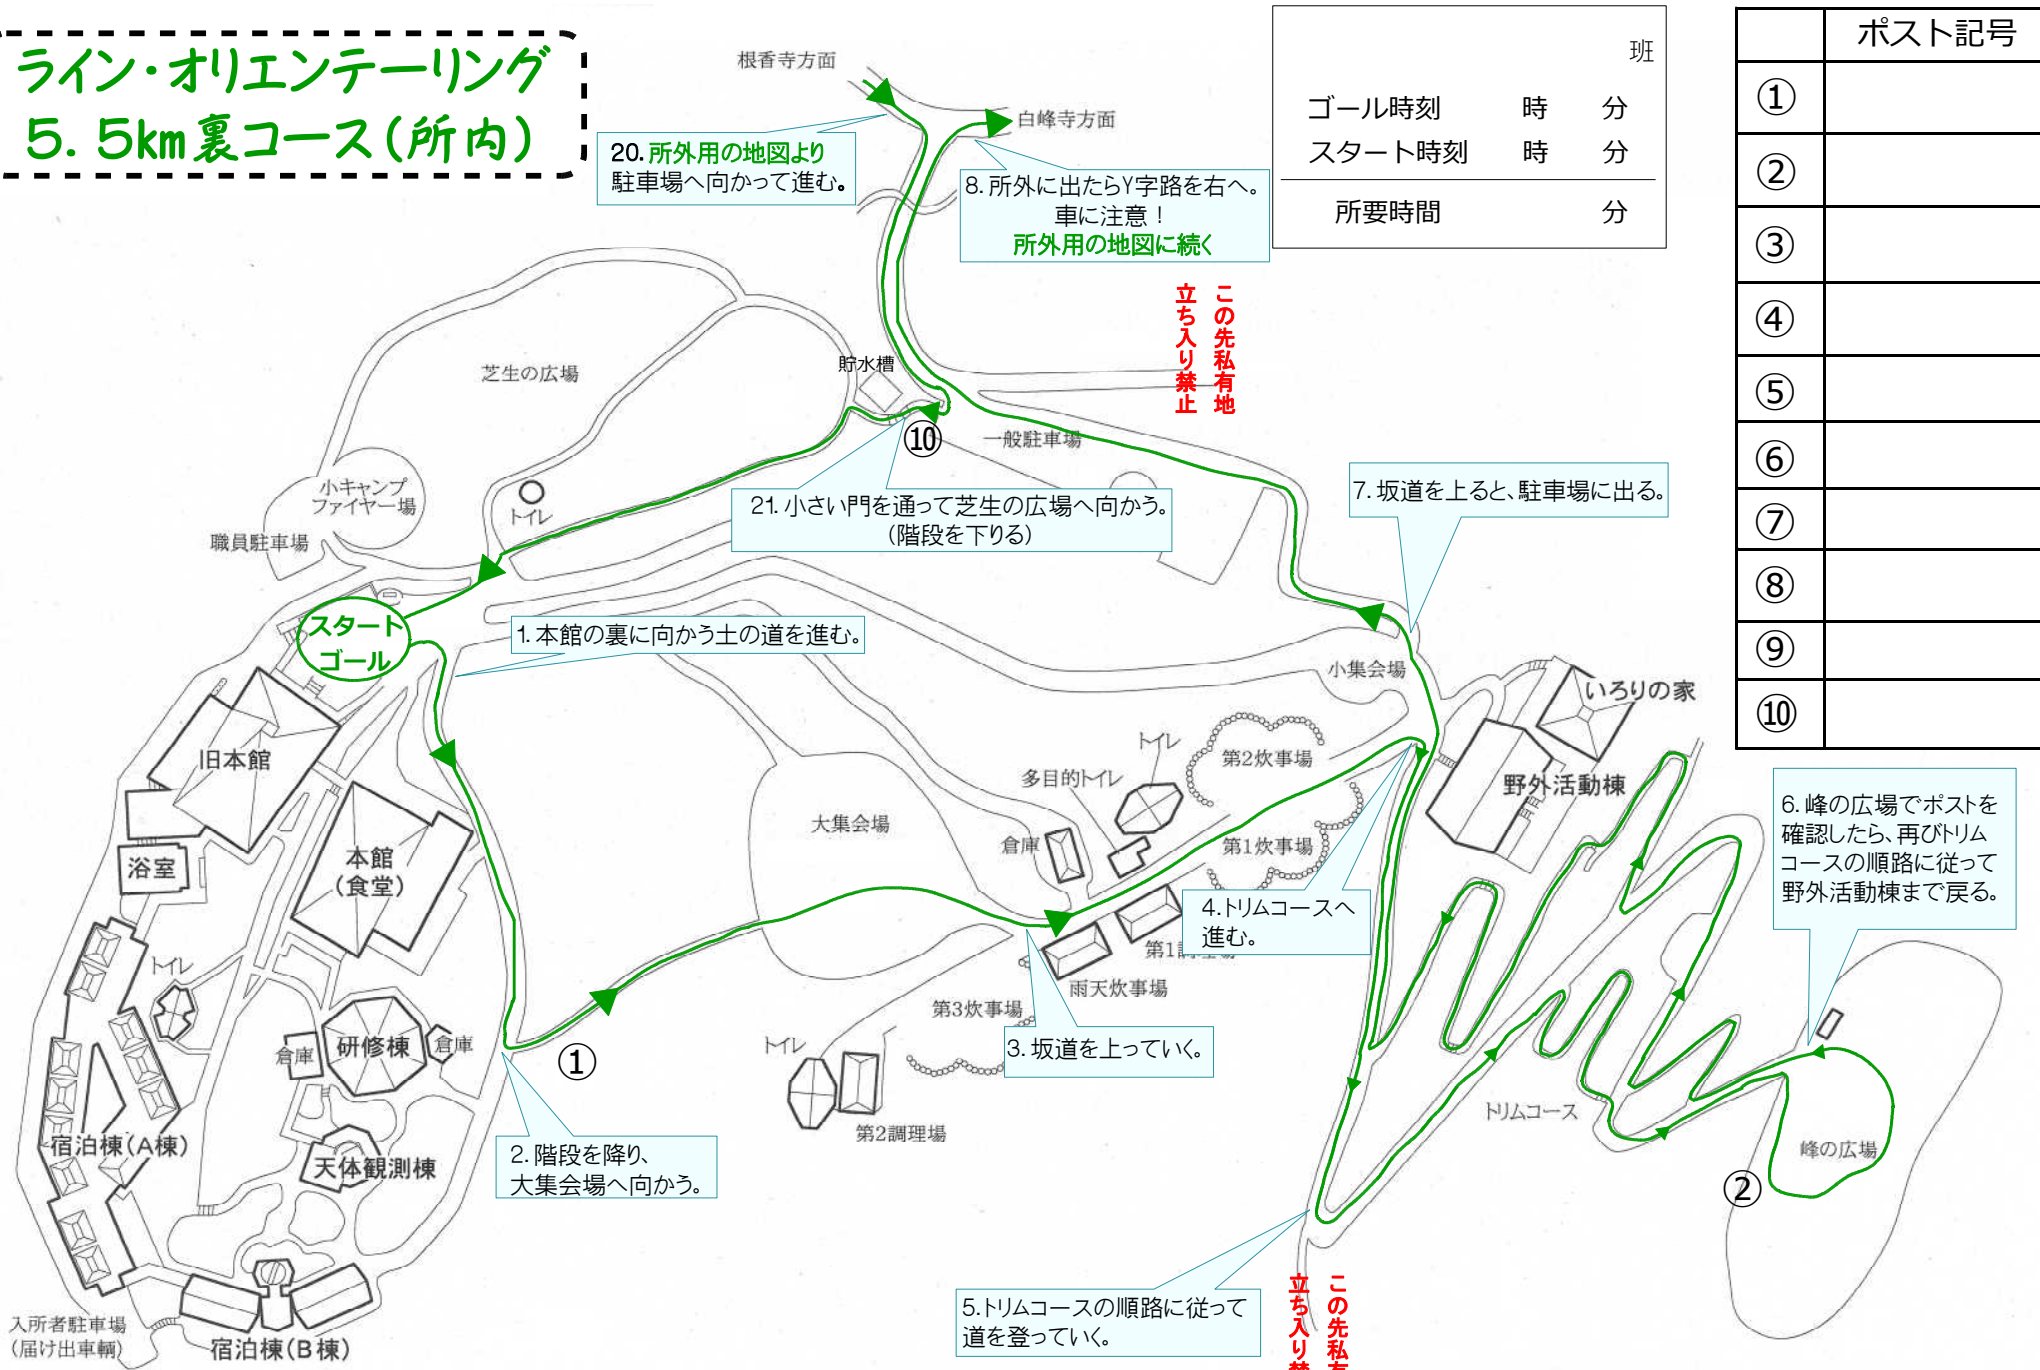 ライン・オリエンテーリング
5.5km裏コース(所内)
根香寺方面
白峰寺方面
20.所外用の地図より
駐車場へ向かって進む。
8.所外に出たらY字路を右へ。
車に注意！
所外用の地図に続く
班
ゴール時刻 時 分
スタート時刻 時 分
所要時間 分
ポスト記号
①
②
③
④
⑤
⑥
⑦
⑧
⑨
⑩
この先私有地
立ち入り禁止
芝生の広場
貯水槽
⑩
一般駐車場
小キャンプ
ファイヤー場
トイレ
職員駐車場
21.小さい門を通って芝生の広場へ向かう。
(階段を下りる)
7.坂道を上ると、駐車場に出る。
スタート
ゴール
1.本館の裏に向かう土の道を進む。
小集会場
いろりの家
旧本館
トイレ
第2炊事場
多目的トイレ
野外活動棟
6.峰の広場でポストを
確認したら、再びトリム
コースの順路に従って
野外活動棟まで戻る。
大集会場
倉庫
第1炊事場
浴室
本館
(食堂)
4.トリムコースへ
進む。
第1
雨天炊事場
トイレ
第3炊事場
倉庫
研修棟
倉庫
①
トイレ
3.坂道を上っていく。
第2調理場
トリムコース
宿泊棟(A棟)
天体観測棟
2.階段を降り、
大集会場へ向かう。
峰の広場
②
5.トリムコースの順路に従って
道を登っていく。
この先私有
立ち入り禁
入所者駐車場
(届け出車輌)
宿泊棟(B棟)